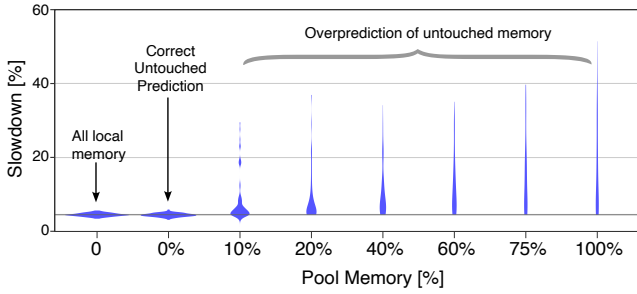 60%
Correct
Untouched
Prediction
Overprediction of untouched memory
40
All local
memory
20
0
Slowdown [%]
0
0%
10%
20%
40%
60%
75%
100%
Pool Memory [%]